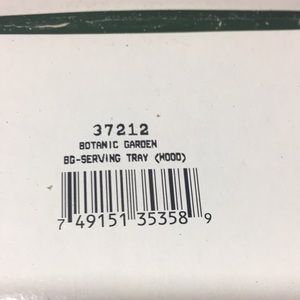 37212
BOTANIC GARDEN
BG-SERVING TRAY (WOOD)
7 49151 35358 9